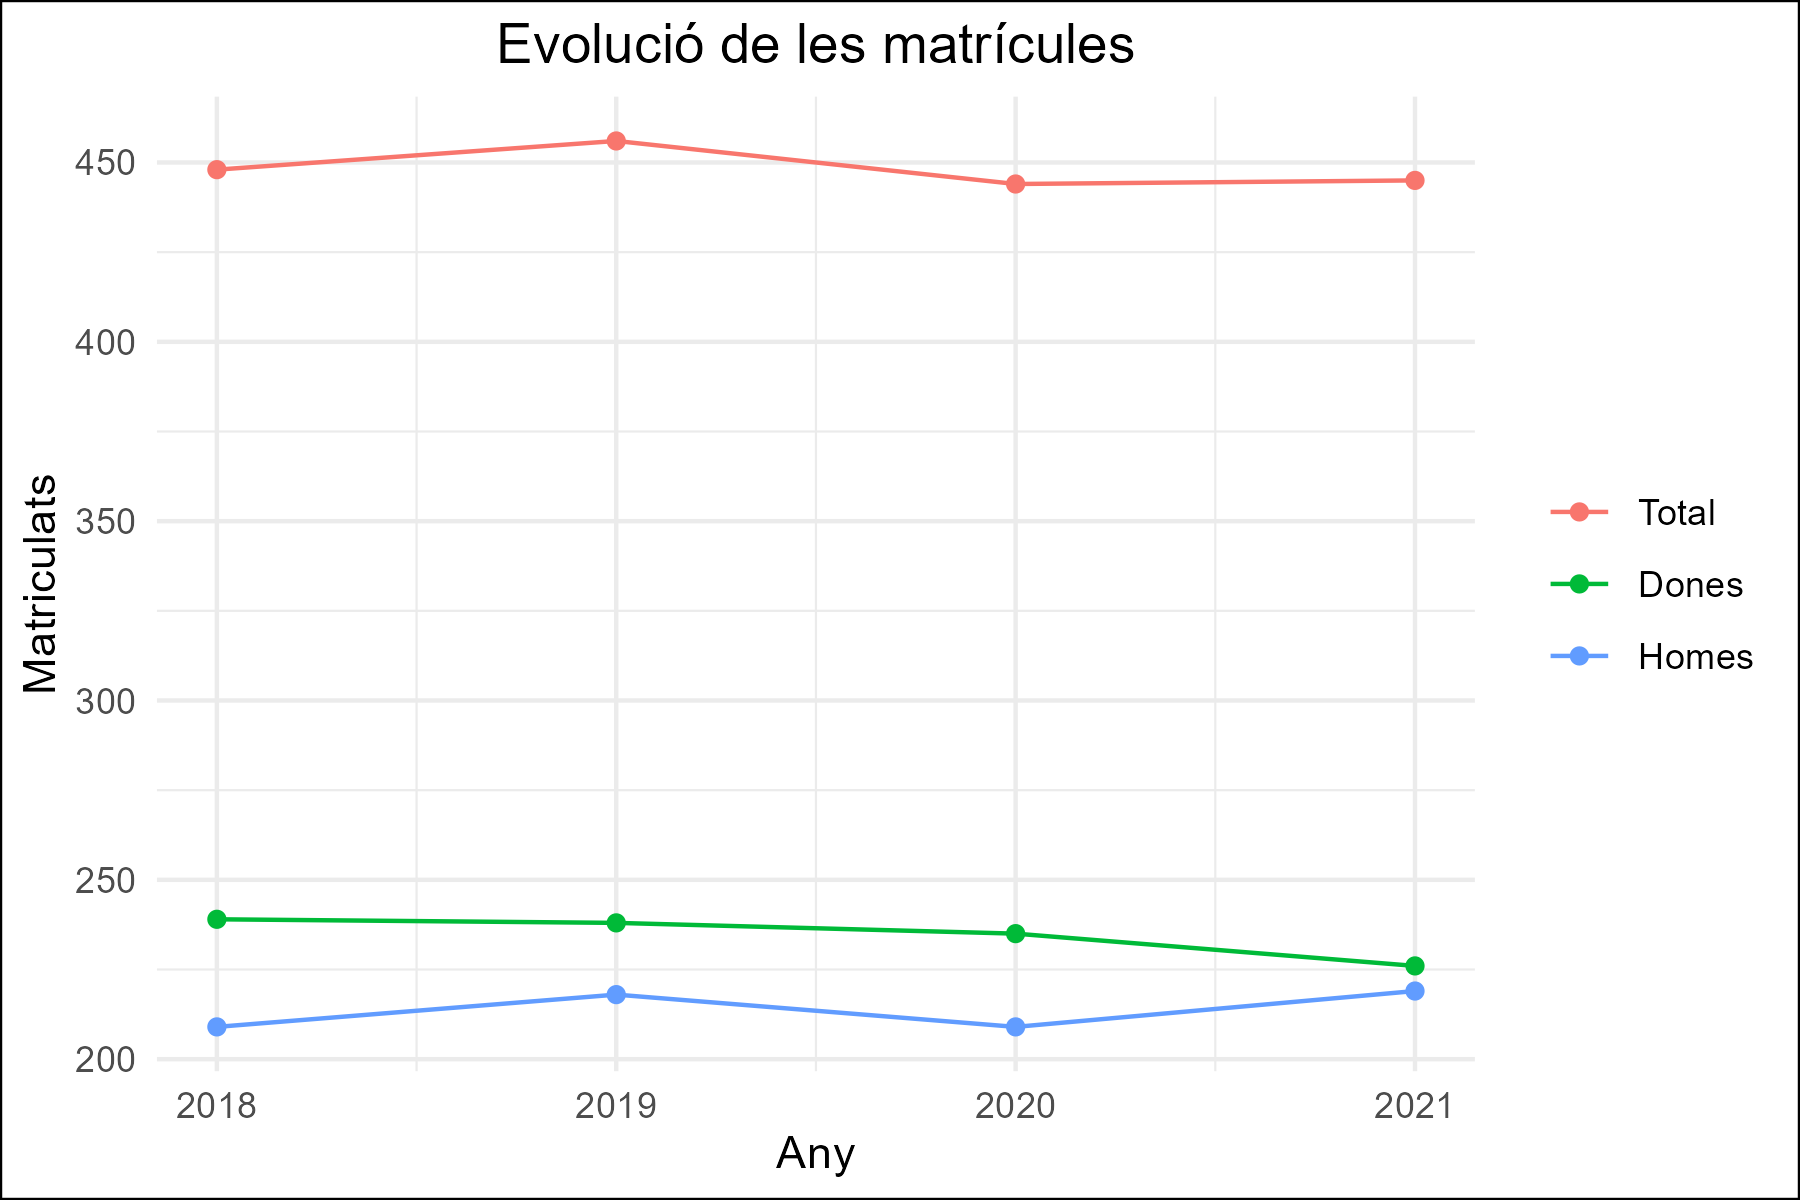 Evolució de les matrícules
Matriculats
450
400
350
300
250
200
2018 2019 2020 2021
Any
Total
Dones
Homes